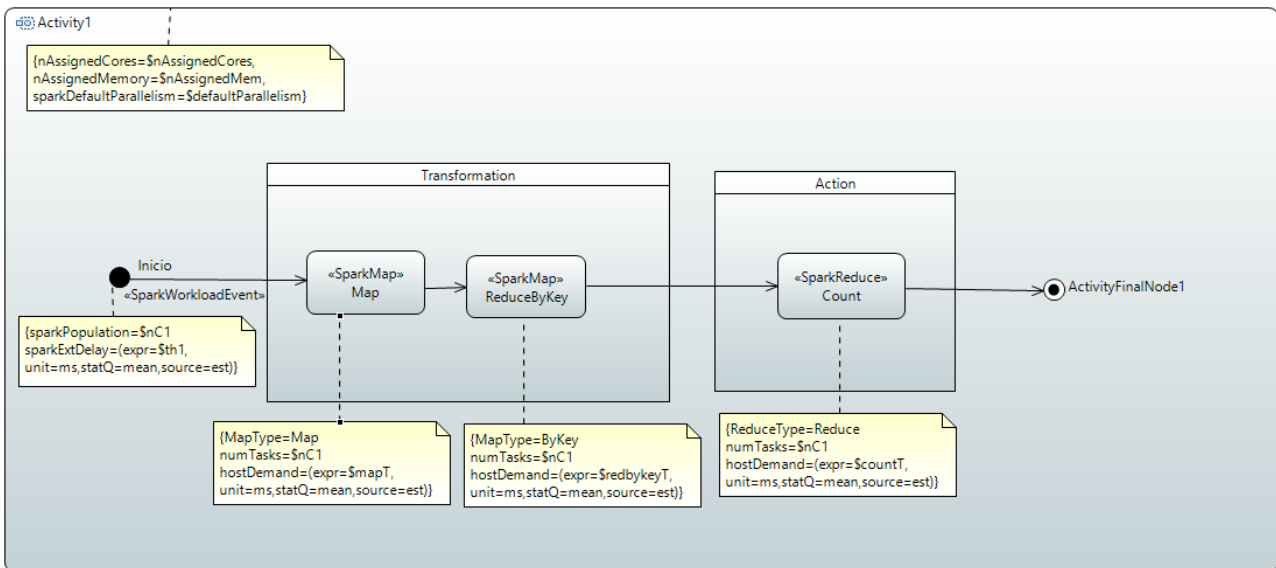 Activity1
{nAssignedCores=$nAssignedCores,
nAssignedMemory=$nAssignedMem,
sparkDefaultParallelism=$defaultParallelism}
Transformation
Action
Inicio
«SparkWorkloadEvent»
«SparkMap»
Map
«SparkMap»
ReduceByKey
«SparkReduce»
Count
ActivityFinalNode1
{sparkPopulation=$nC1
sparkExtDelay=(expr=$th1,
unit=ms,statQ=mean,source=est)}
{MapType=Map
numTasks=$nC1
hostDemand=(expr=$mapT,
unit=ms,statQ=mean,source=est)}
{MapType=ByKey
numTasks=$nC1
hostDemand=(expr=$redbykeyT,
unit=ms,statQ=mean,source=est)}
{ReduceType=Reduce
numTasks=$nC1
hostDemand=(expr=$countT,
unit=ms,statQ=mean,source=est)}